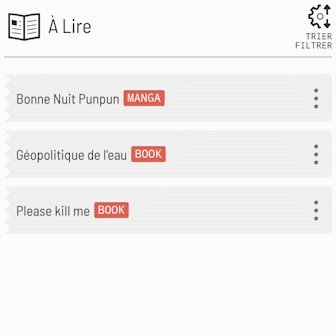 À Lire
TRIER
FILTRER
Bonne Nuit Punpun MANGA
Géopolitique de l'eau BOOK
Please kill me BOOK